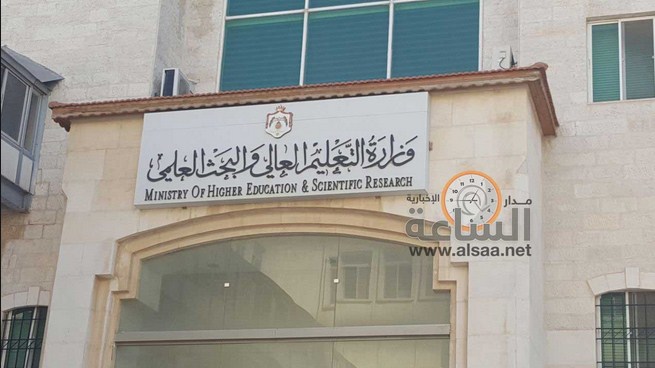 وزارة التعليم العالي والبحث العلمي
MINISTRY OF HIGHER EDUCATION & SCIENTIFIC RESEARCH
مدار
الإخبارية
الساعة
www.alsaa.net